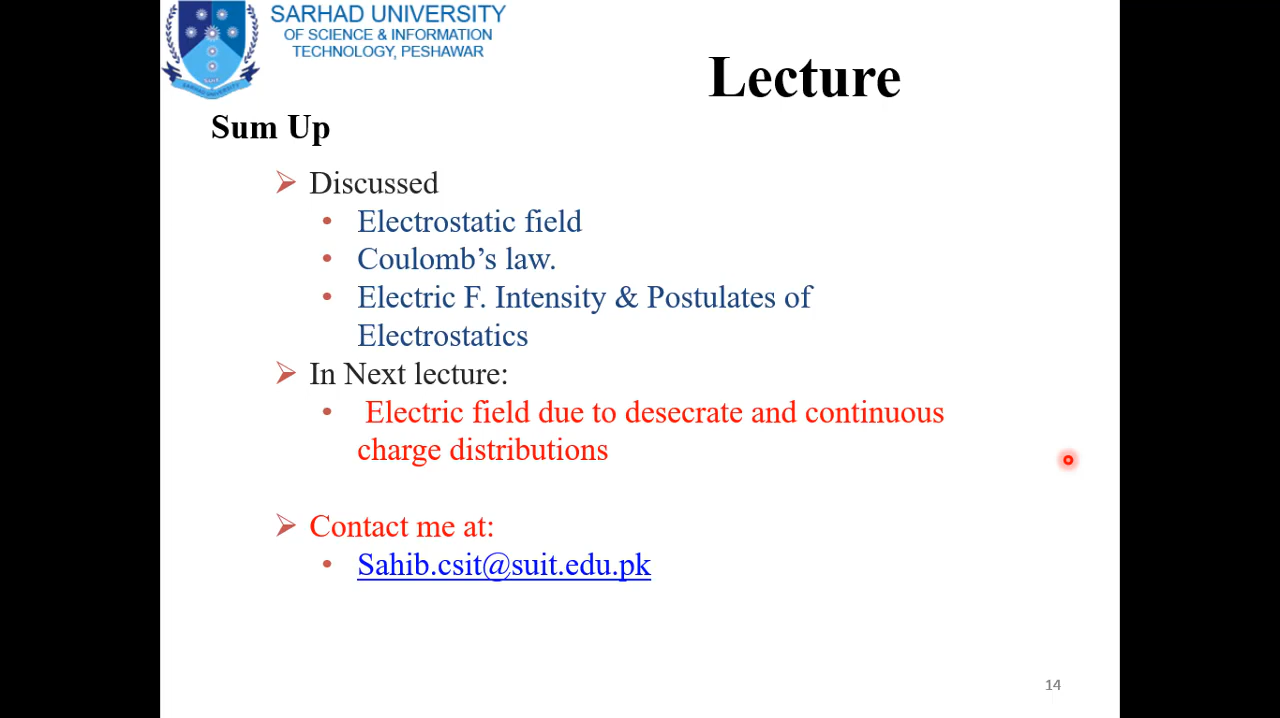 SARHAD UNIVERSITY
OF SCIENCE & INFORMATION
TECHNOLOGY, PESHAWAR
Lecture
Sum Up
Discussed
Electrostatic field
Coulomb’s law.
Electric F. Intensity & Postulates of
Electrostatics
In Next lecture:
Electric field due to desecrate and continuous
charge distributions
Contact me at:
Sahib.csit@suit.edu.pk
14